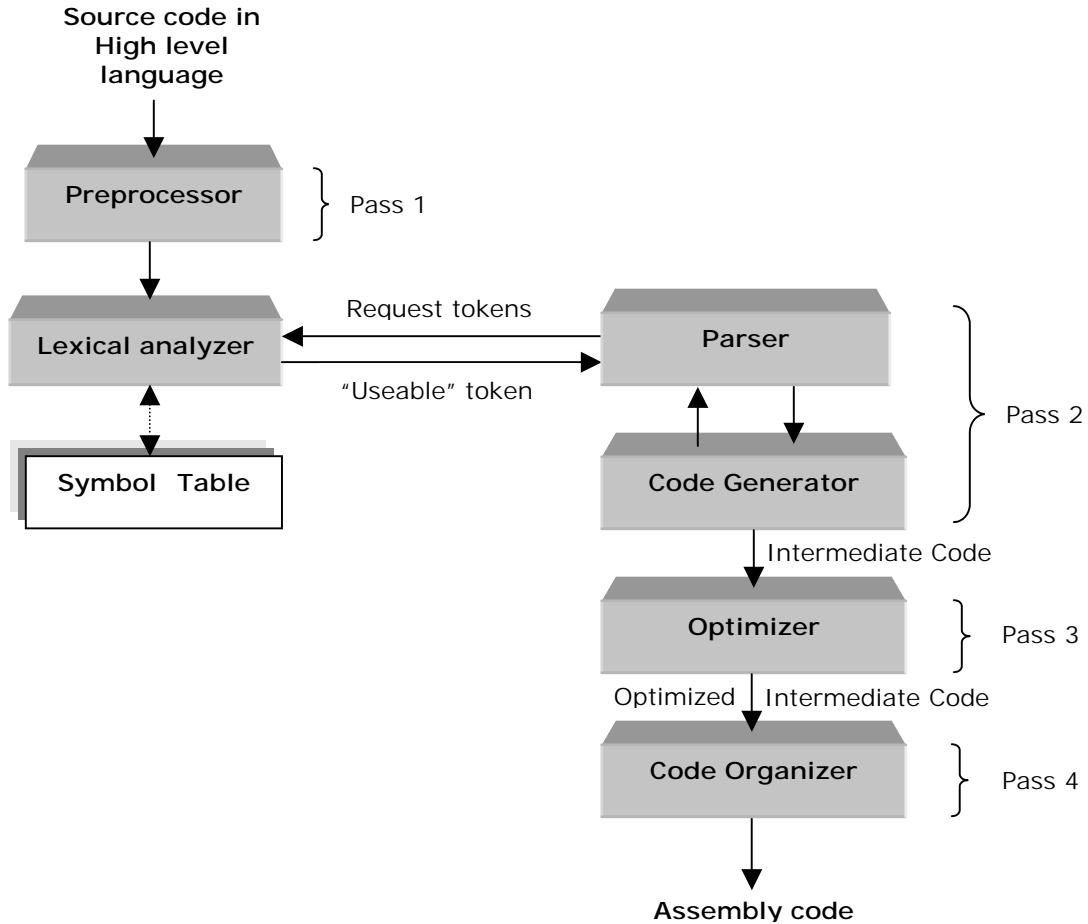 Source code in
High level
language
Preprocessor
Pass 1
Lexical analyzer
Request tokens
"Useable" token
Parser
Pass 2
Symbol Table
Code Generator
Intermediate Code
Optimizer
Pass 3
Optimized Intermediate Code
Code Organizer
Pass 4
Assembly code